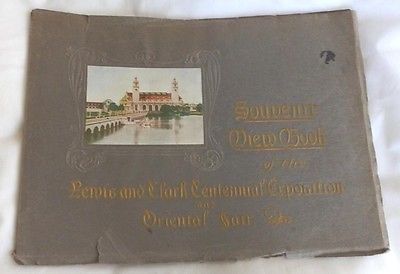 Souvenir
View Book
of the
Lewis and Clark Centennial Exposition
and
Oriental Fair